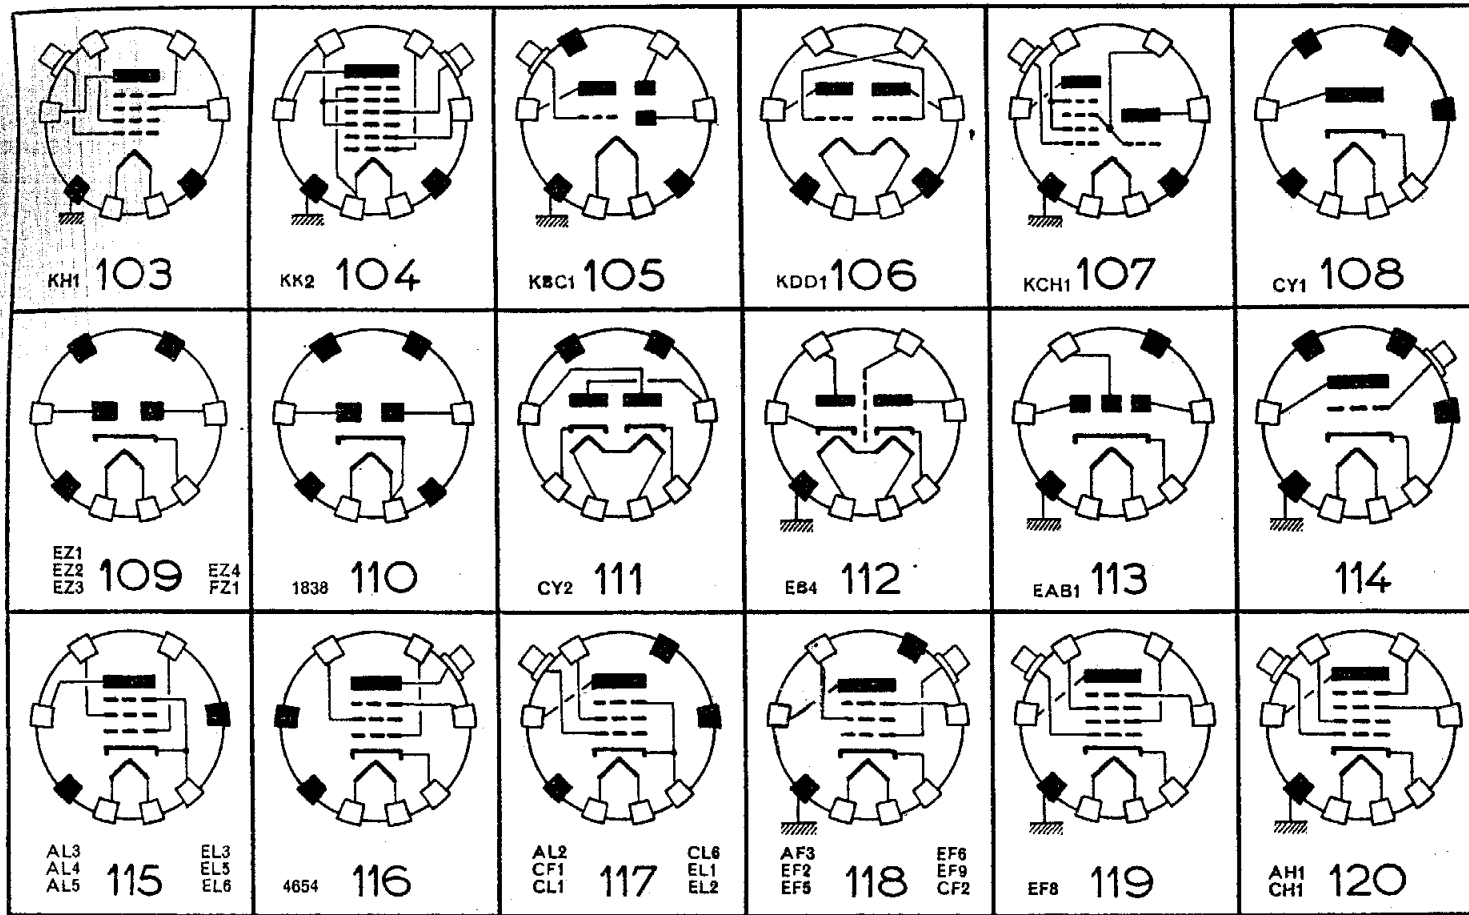 KH1 103
KK2 104
KBC1 105
KDD1 106
KCH1 107
CY1 108
EZ1
EZ2
EZ3
109
EZ4
FZ1
1838 110
CY2 111
EB4 112
EAB1 113
114
AL3
AL4
AL5
115
EL3
EL5
EL6
4654 116
AL2
CF1
CL1
117
CL6
EL1
EL2
AF3
EF2
EF5
118
EF6
EF9
CF2
EF8 119
AH1
CH1
120